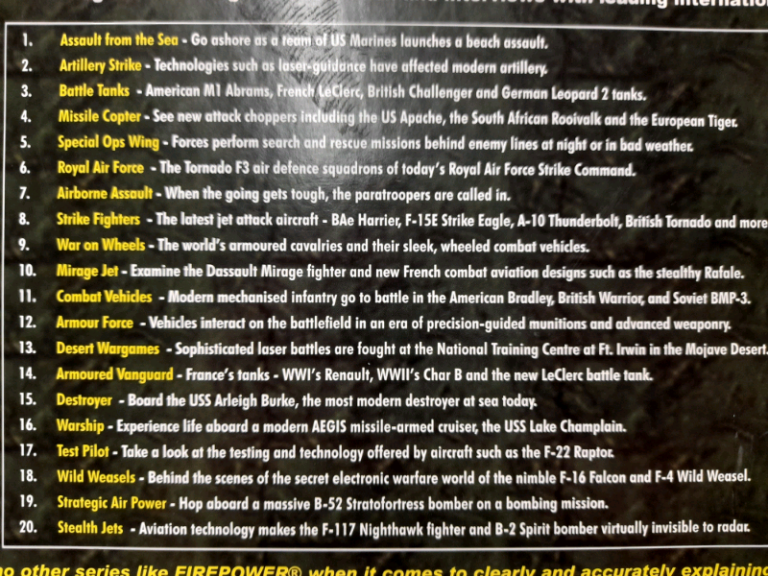 interviews with leading internation
1. Assault from the Sea - Go ashore as a team of US Marines launches a beach assault.
2. Artillery Strike - Technologies such as laser-guidance have affected modern artillery.
3. Battle Tanks - American M1 Abrams, French LeClerc, British Challenger and German Leopard 2 tanks.
4. Missile Copter - See new attack choppers including the US Apache, the South African Rooivalk and the European Tiger.
5. Special Ops Wing - Forces perform search and rescue missions behind enemy lines at night or in bad weather.
6. Royal Air Force - The Tornado F3 air defence squadrons of today's Royal Air Force Strike Command.
7. Airborne Assault - When the going gets tough, the paratroopers are called in.
8. Strike Fighters - The latest jet attack aircraft - BAe Harrier, F-15E Strike Eagle, A-10 Thunderbolt, British Tornado and more
9. War on Wheels - The world's armoured cavalries and their sleek, wheeled combat vehicles.
10. Mirage Jet - Examine the Dassault Mirage fighter and new French combat aviation designs such as the stealthy Rafale.
11. Combat Vehicles - Modern mechanised infantry go to battle in the American Bradley, British Warrior, and Soviet BMP-3.
12. Armour Force - Vehicles interact on the battlefield in an era of precision-guided munitions and advanced weaponry.
13. Desert Wargames - Sophisticated laser battles are fought at the National Training Centre at Ft. Irwin in the Mojave Desert.
14. Armoured Vanguard - France's tanks - WWI's Renault, WWII's Char B and the new LeClerc battle tank.
15. Destroyer - Board the USS Arleigh Burke, the most modern destroyer at sea today.
16. Warship - Experience life aboard a modern AEGIS missile-armed cruiser, the USS Lake Champlain.
17. Test Pilot - Take a look at the testing and technology offered by aircraft such as the F-22 Raptor.
18. Wild Weasels - Behind the scenes of the secret electronic warfare world of the nimble F-16 Falcon and F-4 Wild Weasel.
19. Strategic Air Power - Hop aboard a massive B-52 Stratofortress bomber on a bombing mission.
20. Stealth Jets - Aviation technology makes the F-117 Nighthawk fighter and B-2 Spirit bomber virtually invisible to radar.
no other series like FIREPOWER® when it comes to clearly and accurately explaining